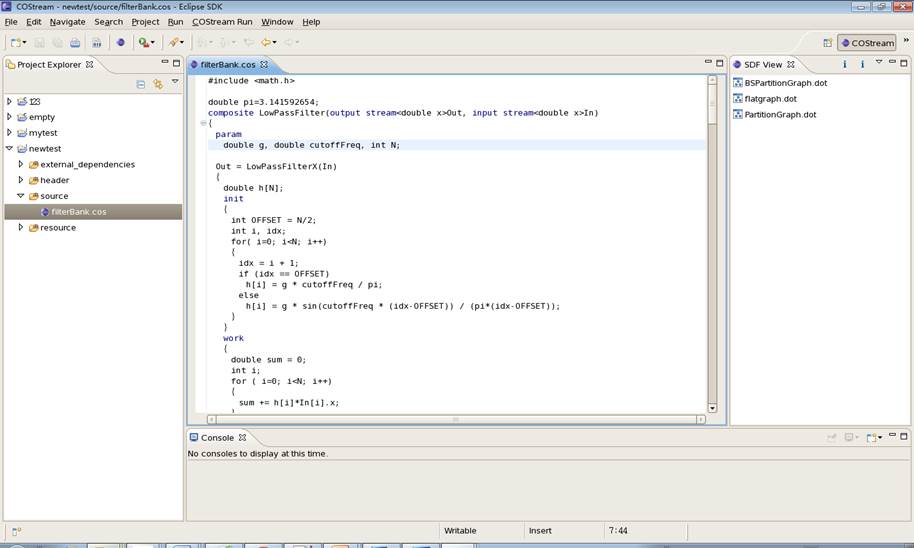 COStream - newtest/source/filterBank.cos - Eclipse SDK
File Edit Navigate Search Project Run COStream Run Window Help
COStream
Project Explorer
123
empty
mytest
newtest
external_dependencies
header
source
filterBank.cos
resource
filterBank.cos
#include <math.h>
double pi=3.141592654;
composite LowPassFilter(output stream<double x>Out, input stream<double x>In)
{
param
double g, double cutoffFreq, int N;
Out = LowPassFilterX(In)
{
double h[N];
init
{
int OFFSET = N/2;
int i, idx;
for( i=0; i<N; i++)
{
idx = i + 1;
if (idx == OFFSET)
h[i] = g * cutoffFreq / pi;
else
h[i] = g * sin(cutoffFreq * (idx-OFFSET)) / (pi*(idx-OFFSET));
}
}
work
{
double sum = 0;
int i;
for ( i=0; i<N; i++)
{
sum += h[i]*In[i].x;
SDF View
BSPartitionGraph.dot
flatgraph.dot
PartitionGraph.dot
Console
No consoles to display at this time.
Writable Insert 7:44